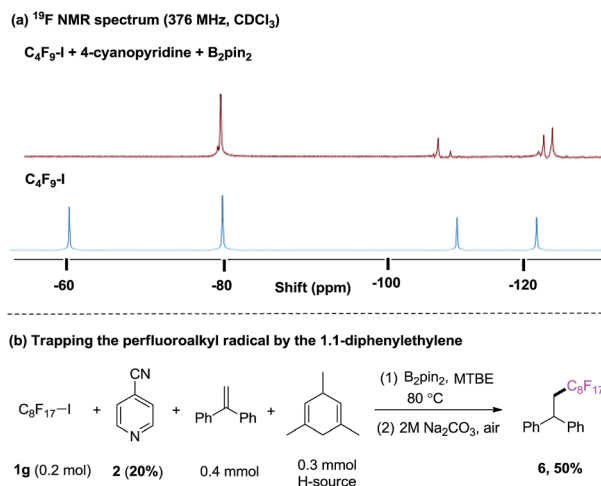 (a) ¹⁹F NMR spectrum (376 MHz, CDCl₃)
C₄F₉-I + 4-cyanopyridine + B₂pin₂
C₄F₉-I
-60 -80 Shift (ppm) -100 -120
(b) Trapping the perfluoroalkyl radical by the 1.1-diphenylethylene
CN
N
C₈F₁₇—I + + Ph Ph +
(1) B₂pin₂, MTBE
80 °C
(2) 2M Na₂CO₃, air
C₈F₁₇
Ph Ph
1g (0.2 mol) 2 (20%) 0.4 mmol 0.3 mmol 6, 50%
H-source